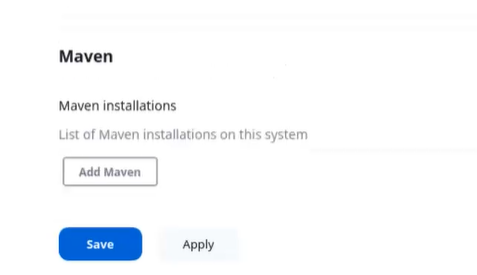 Maven
Maven installations
List of Maven installations on this system
Add Maven
Save
Apply